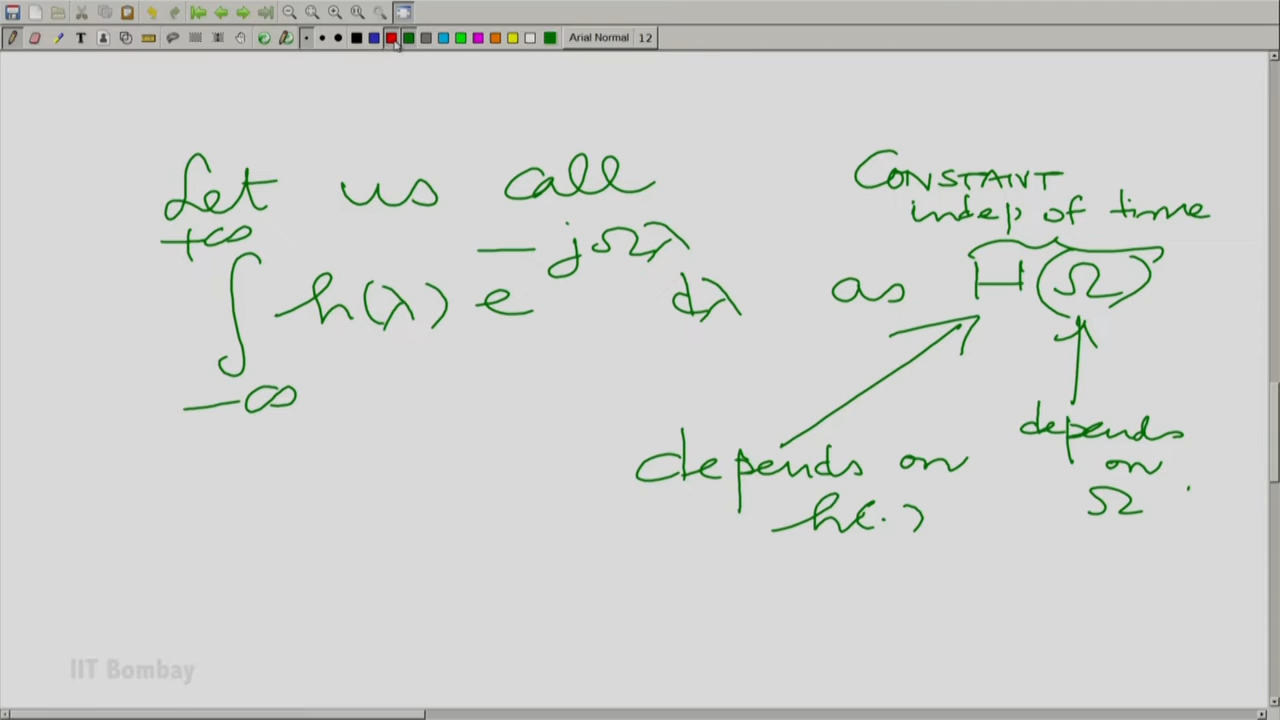 Arial Normal 12
Let us call
+∞
∫ h(λ) e^{-jΩλ} dλ as H(Ω)
-∞
CONSTANT
indep of time
depends on
h(·)
depends
on
Ω
IIT Bombay